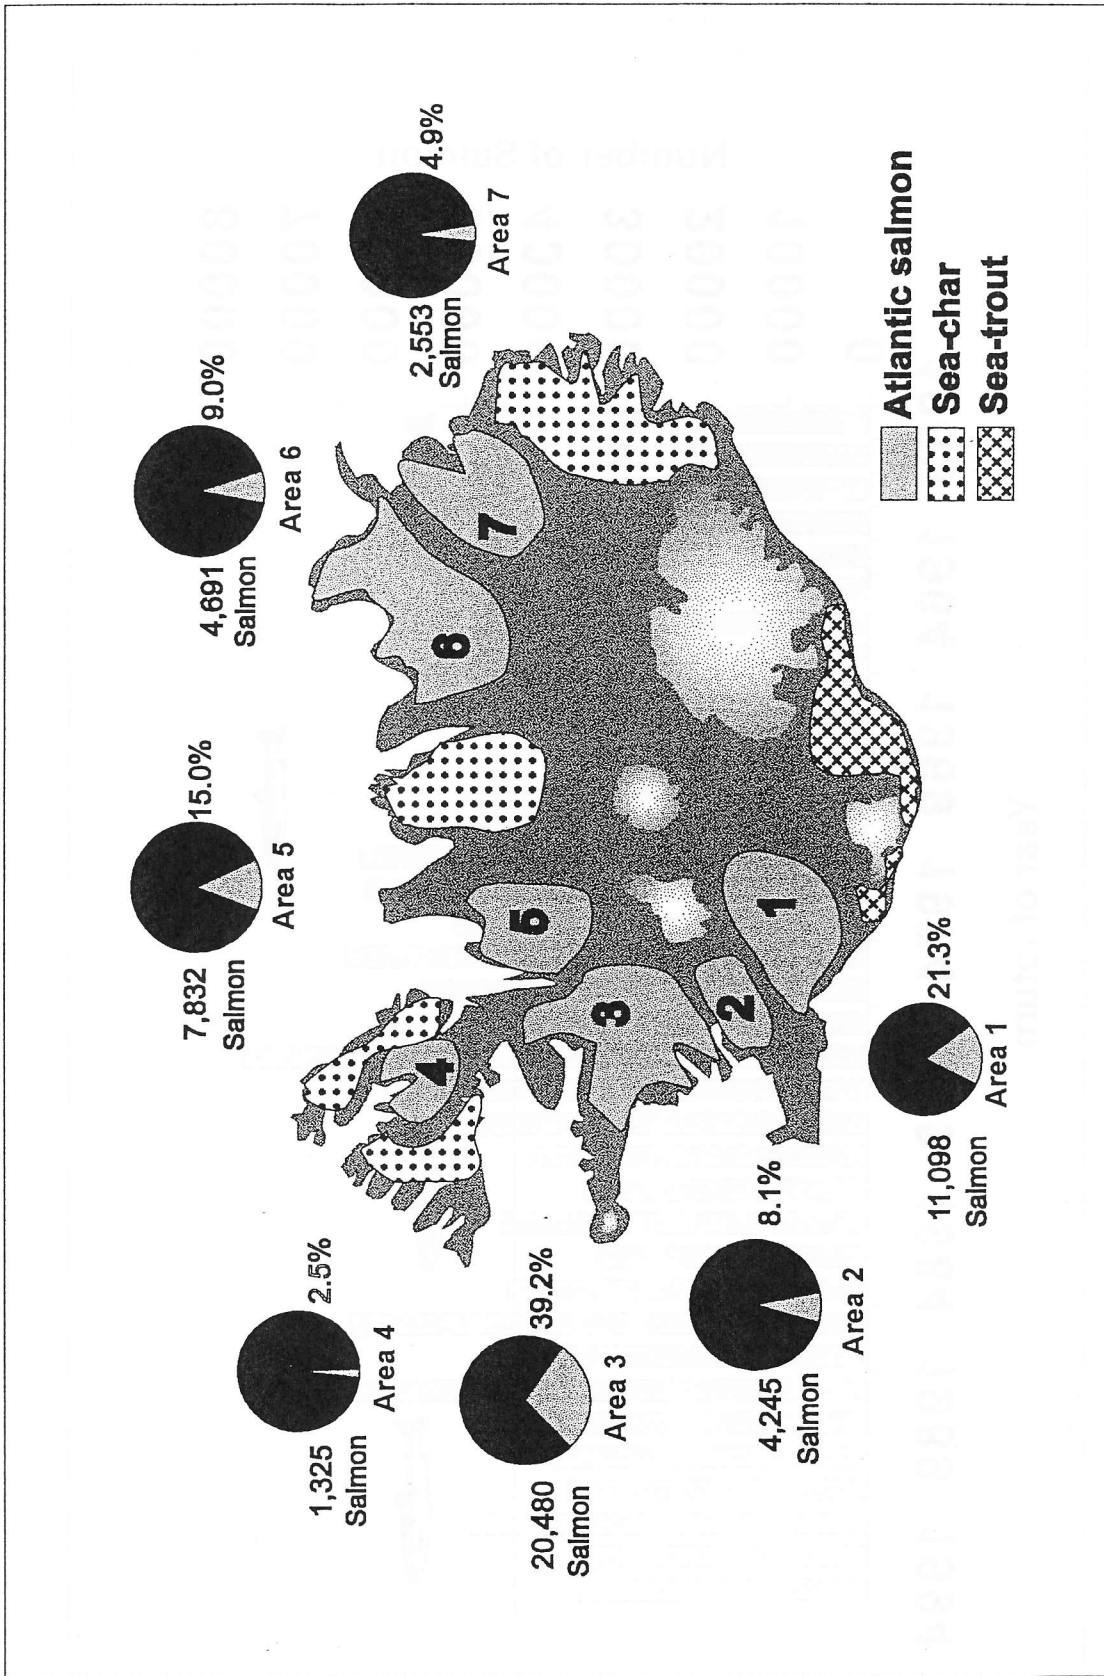 4,691
Salmon
9.0%
Area 6
7,832
Salmon
15.0%
Area 5
2,553
Salmon
4.9%
Area 7
1,325
Salmon
2.5%
Area 4
20,480
Salmon
39.2%
Area 3
4,245
Salmon
8.1%
Area 2
11,098
Salmon
21.3%
Area 1
1
2
3
4
5
6
7
Atlantic salmon
Sea-char
Sea-trout